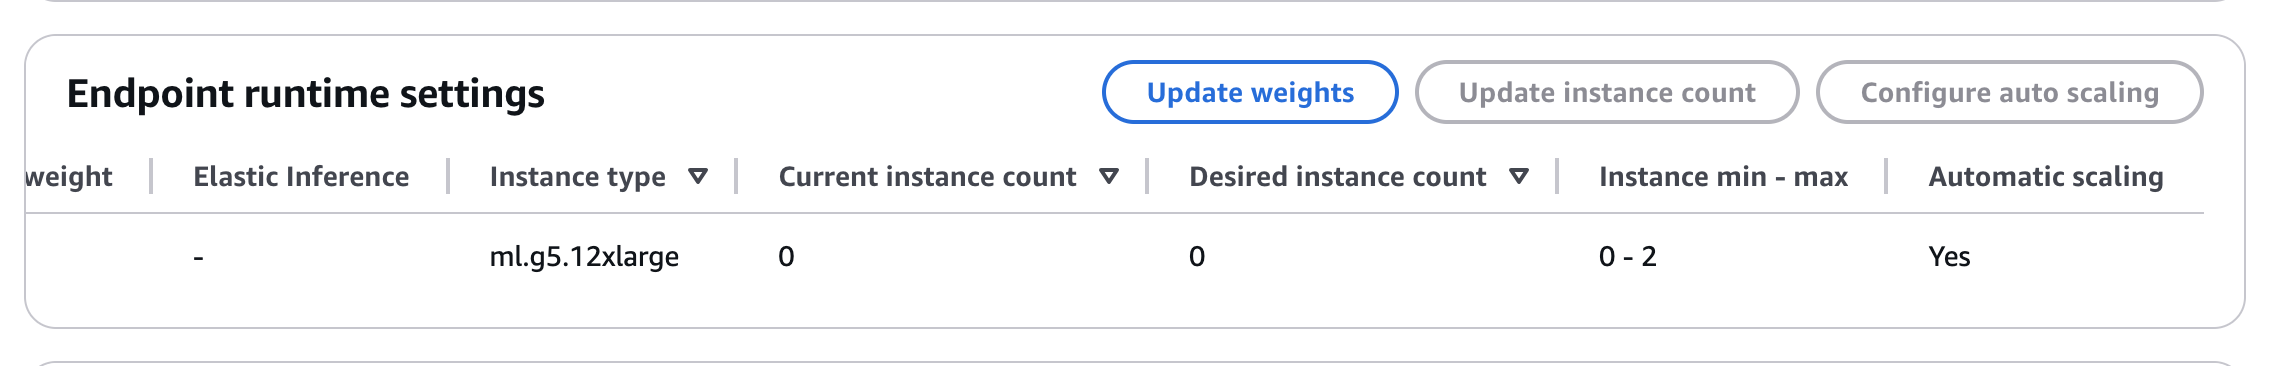 Endpoint runtime settings
Update weights
Update instance count
Configure auto scaling
weight Elastic Inference Instance type Current instance count Desired instance count Instance min - max Automatic scaling
- ml.g5.12xlarge 0 0 0 - 2 Yes